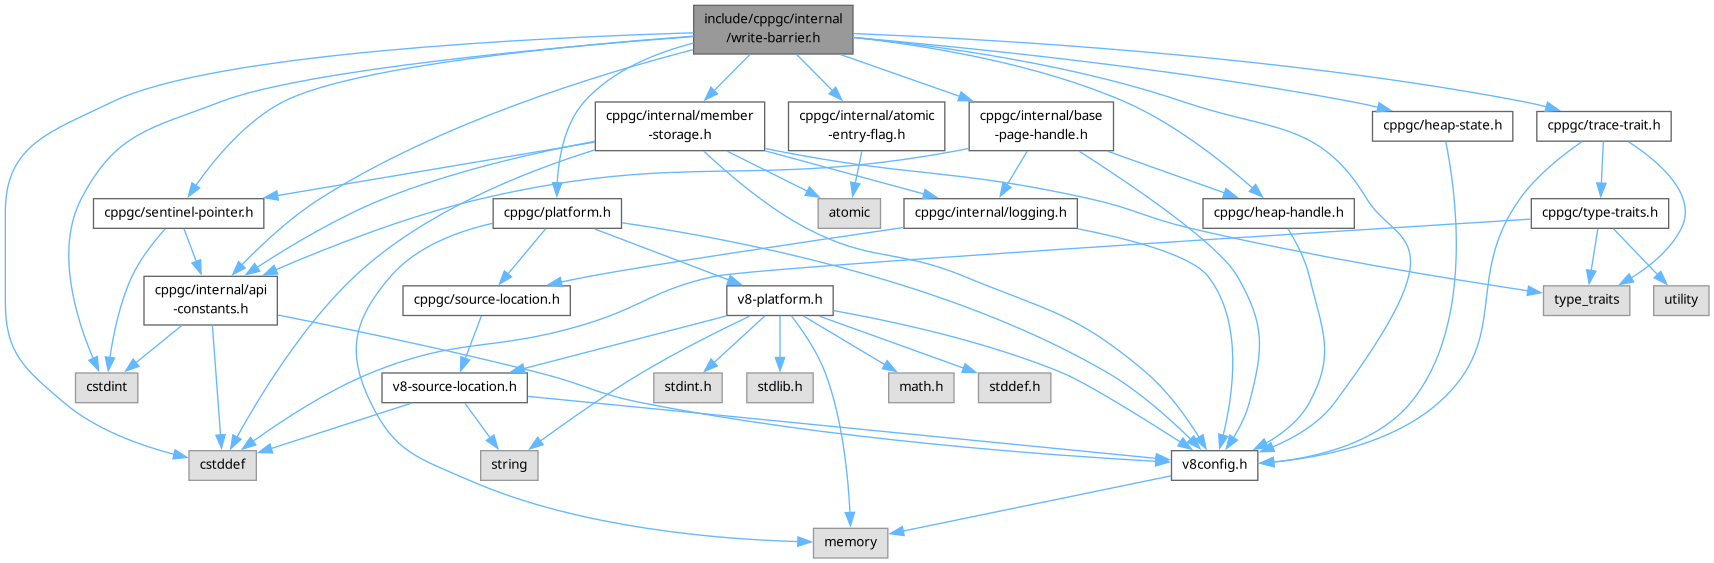 include/cppgc/internal
/write-barrier.h
cppgc/internal/member
-storage.h
cppgc/internal/atomic
-entry-flag.h
cppgc/internal/base
-page-handle.h
cppgc/heap-state.h
cppgc/trace-trait.h
cppgc/sentinel-pointer.h
cppgc/platform.h
atomic
cppgc/internal/logging.h
cppgc/heap-handle.h
cppgc/type-traits.h
cppgc/internal/api
-constants.h
cppgc/source-location.h
v8-platform.h
type_traits
utility
cstdint
v8-source-location.h
stdint.h
stdlib.h
math.h
stddef.h
cstddef
string
v8config.h
memory